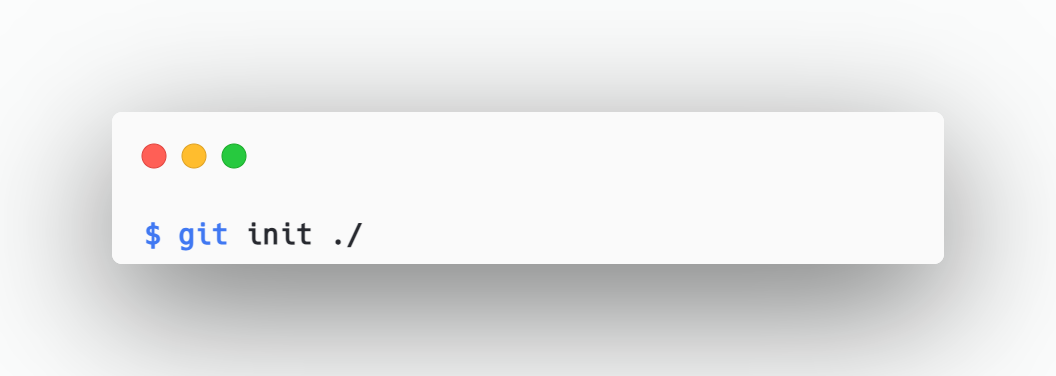 $ git init ./